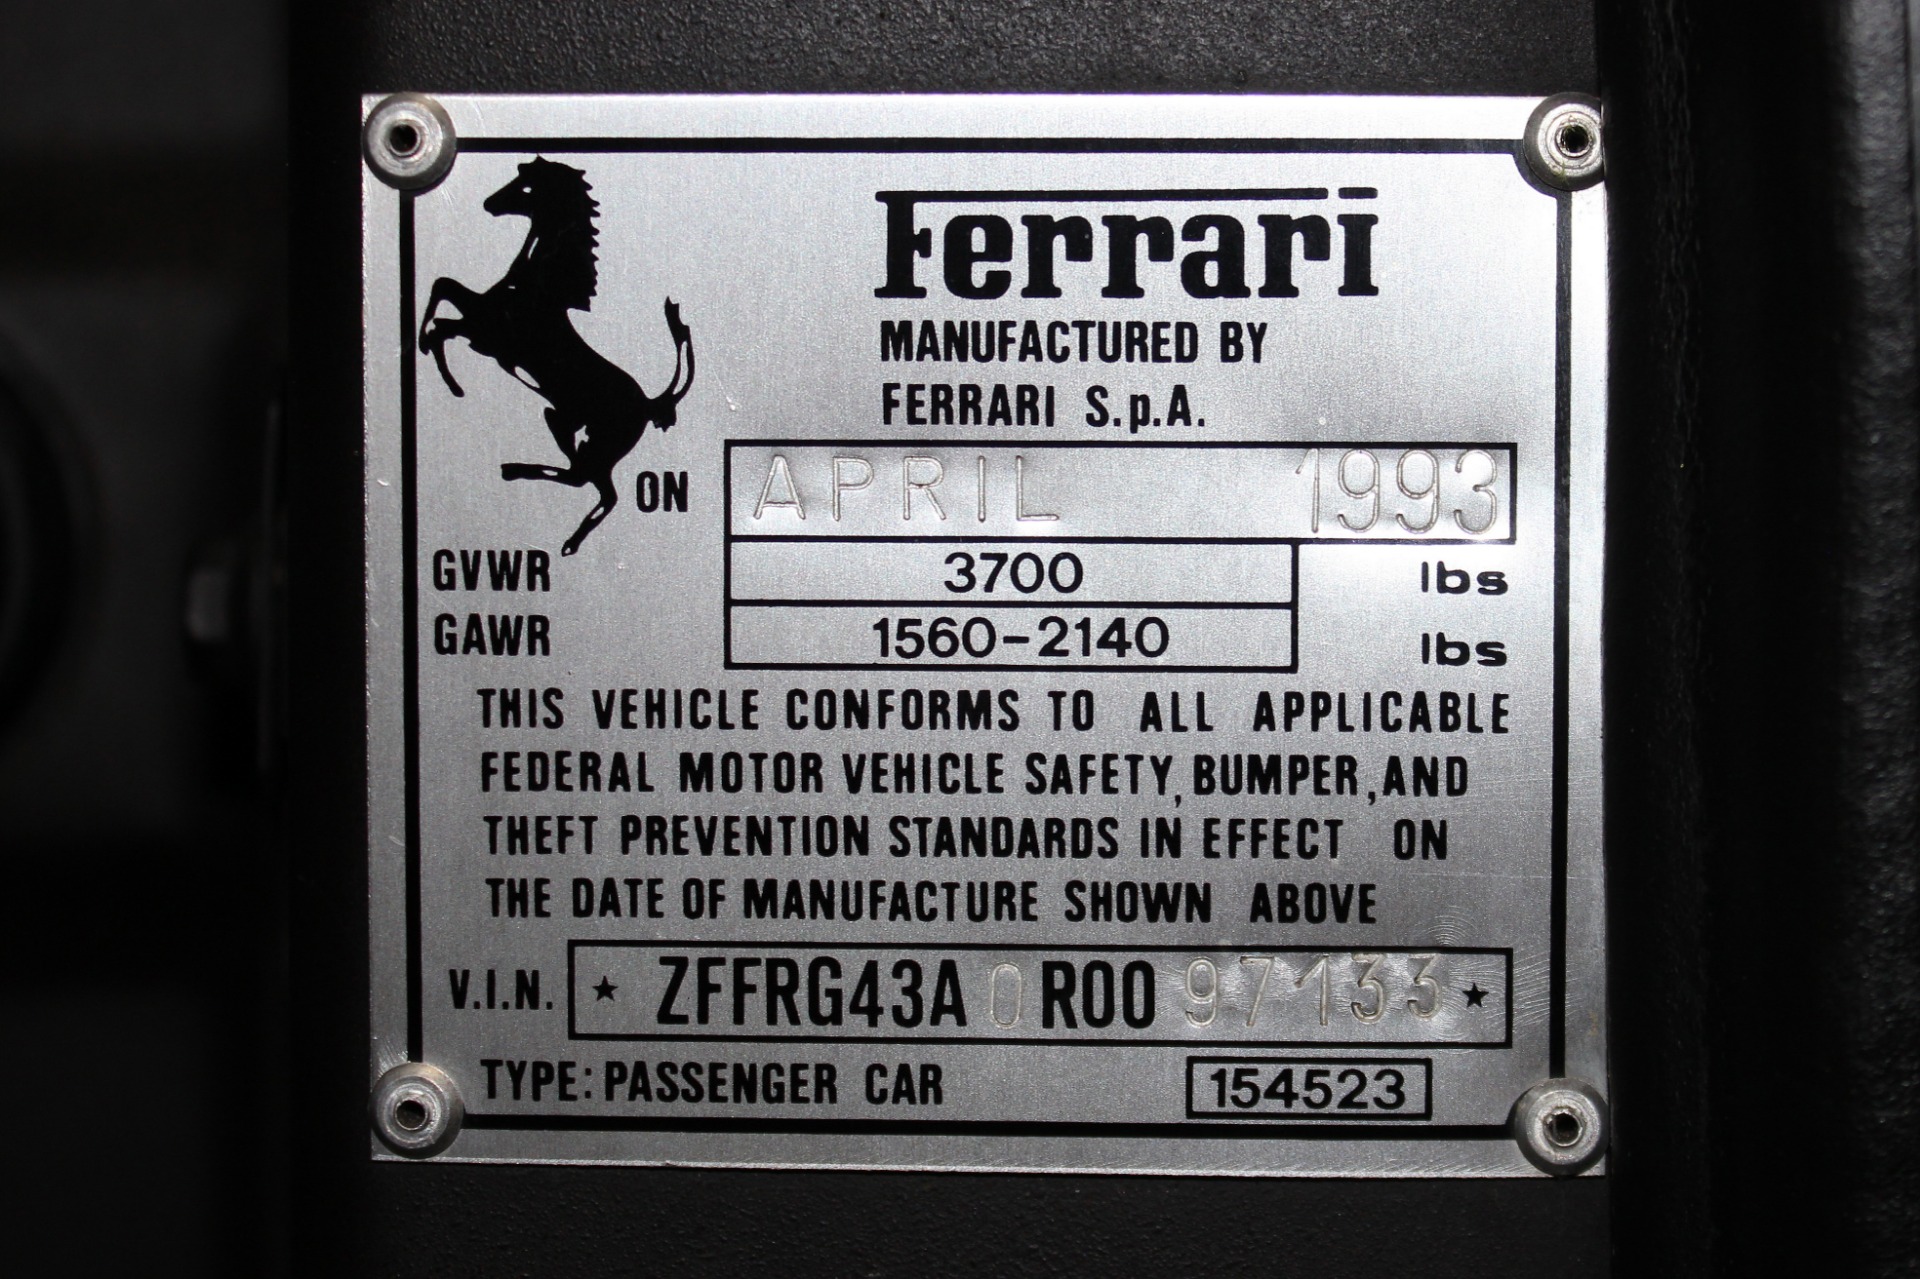 Ferrari
MANUFACTURED BY
FERRARI S.p.A.
ON APRIL 1993
GVWR 3700 lbs
GAWR 1560-2140 lbs
THIS VEHICLE CONFORMS TO ALL APPLICABLE
FEDERAL MOTOR VEHICLE SAFETY, BUMPER, AND
THEFT PREVENTION STANDARDS IN EFFECT ON
THE DATE OF MANUFACTURE SHOWN ABOVE
V.I.N. ★ ZFFRG43A0R0097133 ★
TYPE: PASSENGER CAR 154523